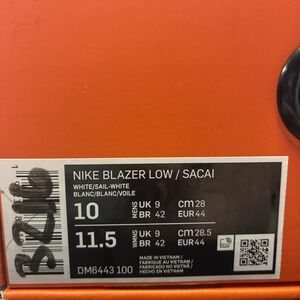 B26
NIKE BLAZER LOW / SACAI
WHITE/SAIL-WHITE
BLANC/BLANC/VOILE
10 MENS UK 9 CM 28
BR 42 EUR 44
11.5 WMNS UK 9 CM 28.5
BR 42 EUR 44
MADE IN VIETNAM /
FABRIQUE AU VIETNAM /
FABRICADO NO VIETNÃ /
HECHO EN VIETNAM
DM6443 100